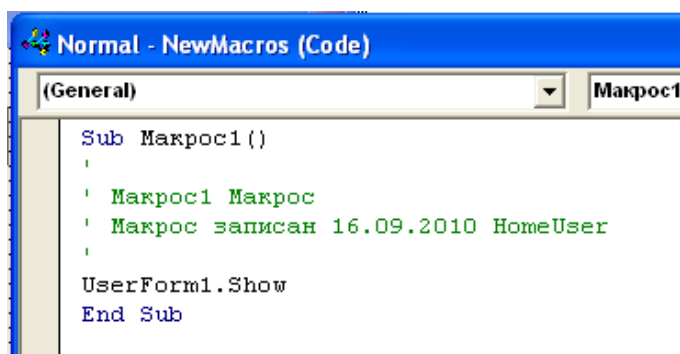 Normal - NewMacros (Code)
(General) Макрос1
Sub Макрос1()
'
' Макрос1 Макрос
' Макрос записан 16.09.2010 HomeUser
'
UserForm1.Show
End Sub